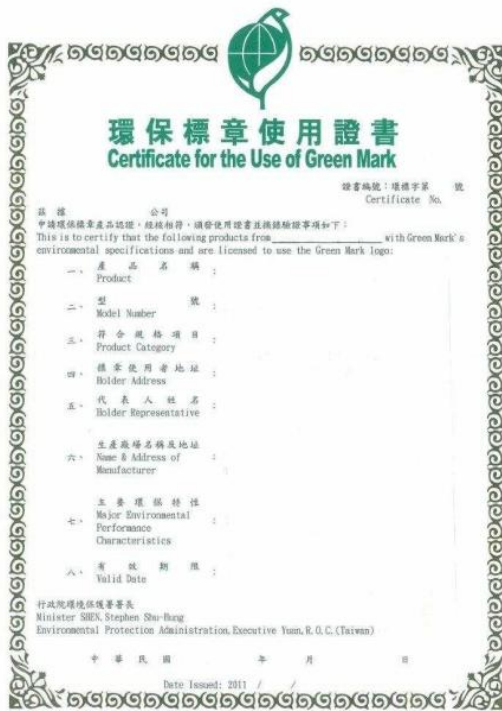 環保標章使用證書
Certificate for the Use of Green Mark
證書編號：環標字第 號
Certificate No.
茲據 公司
申請環保標章產品認證，經核相符，頒發使用證書並摘錄驗證事項如下：
This is to certify that the following products from ________________ with Green Mark's
environmental specifications and are licensed to use the Green Mark logo:
一、 產品名稱 :
Product
二、 型號 :
Model Number
三、 符合規格項目 :
Product Category
四、 標章使用者地址 :
Holder Address
五、 代表人姓名 :
Holder Representative
六、 生產廠場名稱及地址 :
Name & Address of
Manufacturer
七、 主要環保特性 :
Major Environmental
Performance
Characteristics
八、 有效期限 :
Valid Date
行政院環境保護署署長
Minister SHEN, Stephen Shu-Hung
Environmental Protection Administration, Executive Yuan, R.O.C.(Taiwan)
中華民國 年 月 日
Date Issued: 2011 / /